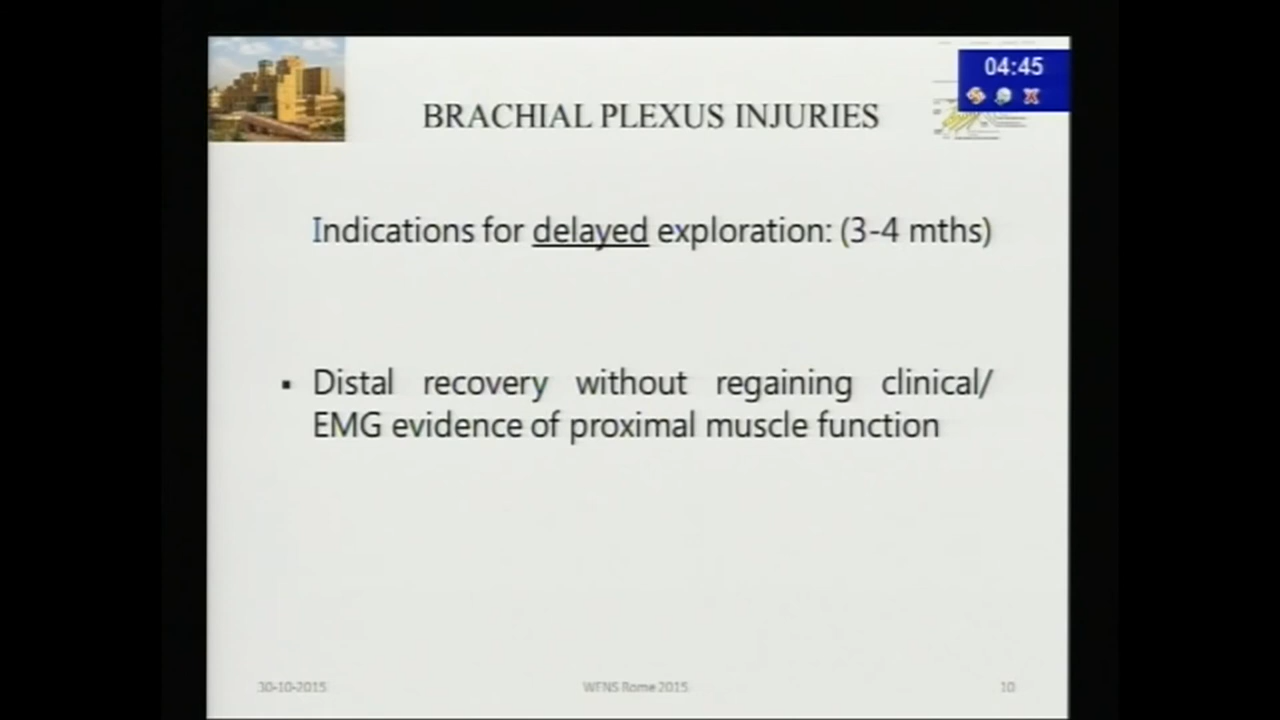 04:45
BRACHIAL PLEXUS INJURIES
Indications for delayed exploration: (3-4 mths)
▪ Distal recovery without regaining clinical/
EMG evidence of proximal muscle function
30-10-2015
WFNS Rome 2015
10